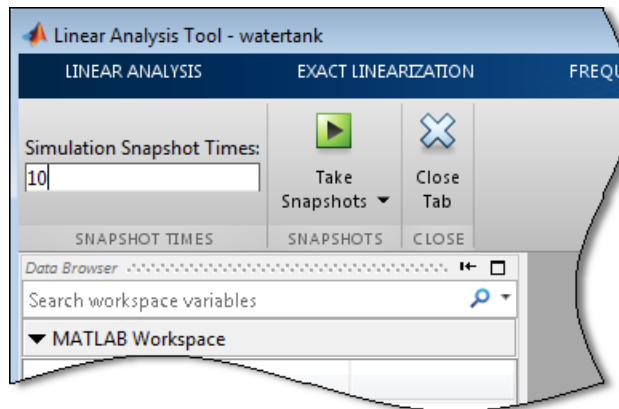 Linear Analysis Tool - watertank
LINEAR ANALYSIS
EXACT LINEARIZATION
Simulation Snapshot Times:
10
Take Snapshots
Close Tab
SNAPSHOT TIMES
SNAPSHOTS
CLOSE
Data Browser
Search workspace variables
MATLAB Workspace